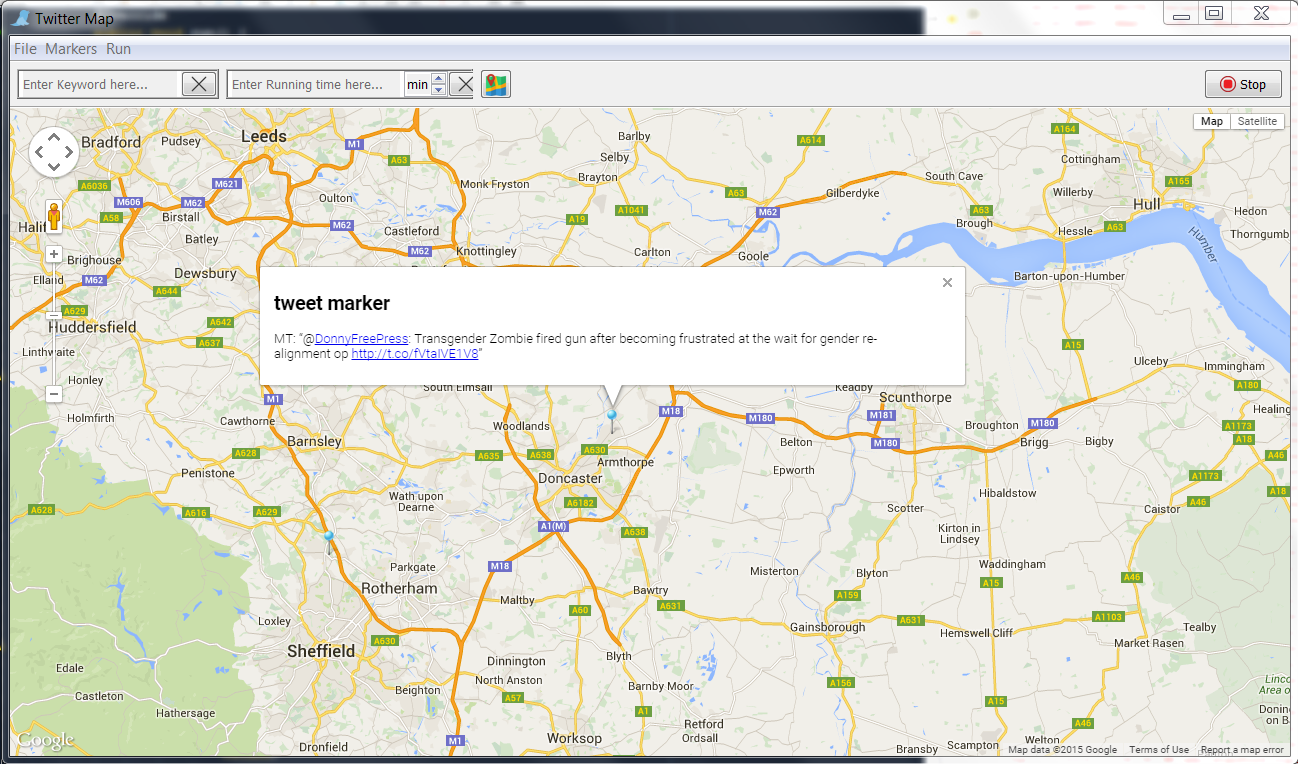 Twitter Map
File Markers Run
Enter Keyword here...
Enter Running time here...
min
Stop
Map
Satellite
Bradford
Pudsey
Leeds
M1
A63
Barlby
Selby
Brayton
A614
A164
Cottingham
A6036
M621
Oulton
Monk Fryston
A63
Gilberdyke
South Cave
Willerby
A165
M606
M62
Birstall
A58
A19
A1041
M62
A63
Hull
Hedon
Halif
Batley
M62
Castleford
Brough
Hessle
A63
Thorngumb
Brighouse
M62
Knottingley
Carlton
Goole
Humber
Elland
M62
Dewsbury
A644
Barton-upon-Humber
A629
Huddersfield
A642
A637
Linthwaite
Honley
Holmfirth
tweet marker
MT: "@DonnyFreePress: Transgender Zombie fired gun after becoming frustrated at the wait for gender re-
alignment op http://t.co/fVtaIVE1V8"
A15
Ulceby
Immingham
A180
South Elmsall
Keadby
Scunthorpe
M1
M18
M180
M181
Healing
Cawthorne
Woodlands
Broughton
M180
A1173
A18
Barnsley
Belton
M180
Brigg
Bigby
A628
A635
A638
A630
Armthorpe
A46
Penistone
Doncaster
Epworth
A1173
A18
Wath upon
Dearne
A6182
Hibaldstow
A46
Caistor
A628
A616
A629
A1(M)
A638
Scotter
Kirton in
Lindsey
Parkgate
M18
Misterton
Blyton
Waddingham
A15
A46
Rotherham
Maltby
Bawtry
A60
A631
A159
Loxley
A630
Gainsborough
A631
Hemswell Cliff
A1103
Tealby
Market Rasen
Sheffield
Blyth
Edale
Dinnington
North Anston
Barnby Moor
A156
Castleton
Beighton
A57
A1
A15
Linco
Area o
Hathersage
Retford
Ordsall
A46
Donin
on B
Google
Dronfield
M1
Worksop
Bransby
Scampton
Welton
Map data ©2015 Google
Terms of Use
Report a map error